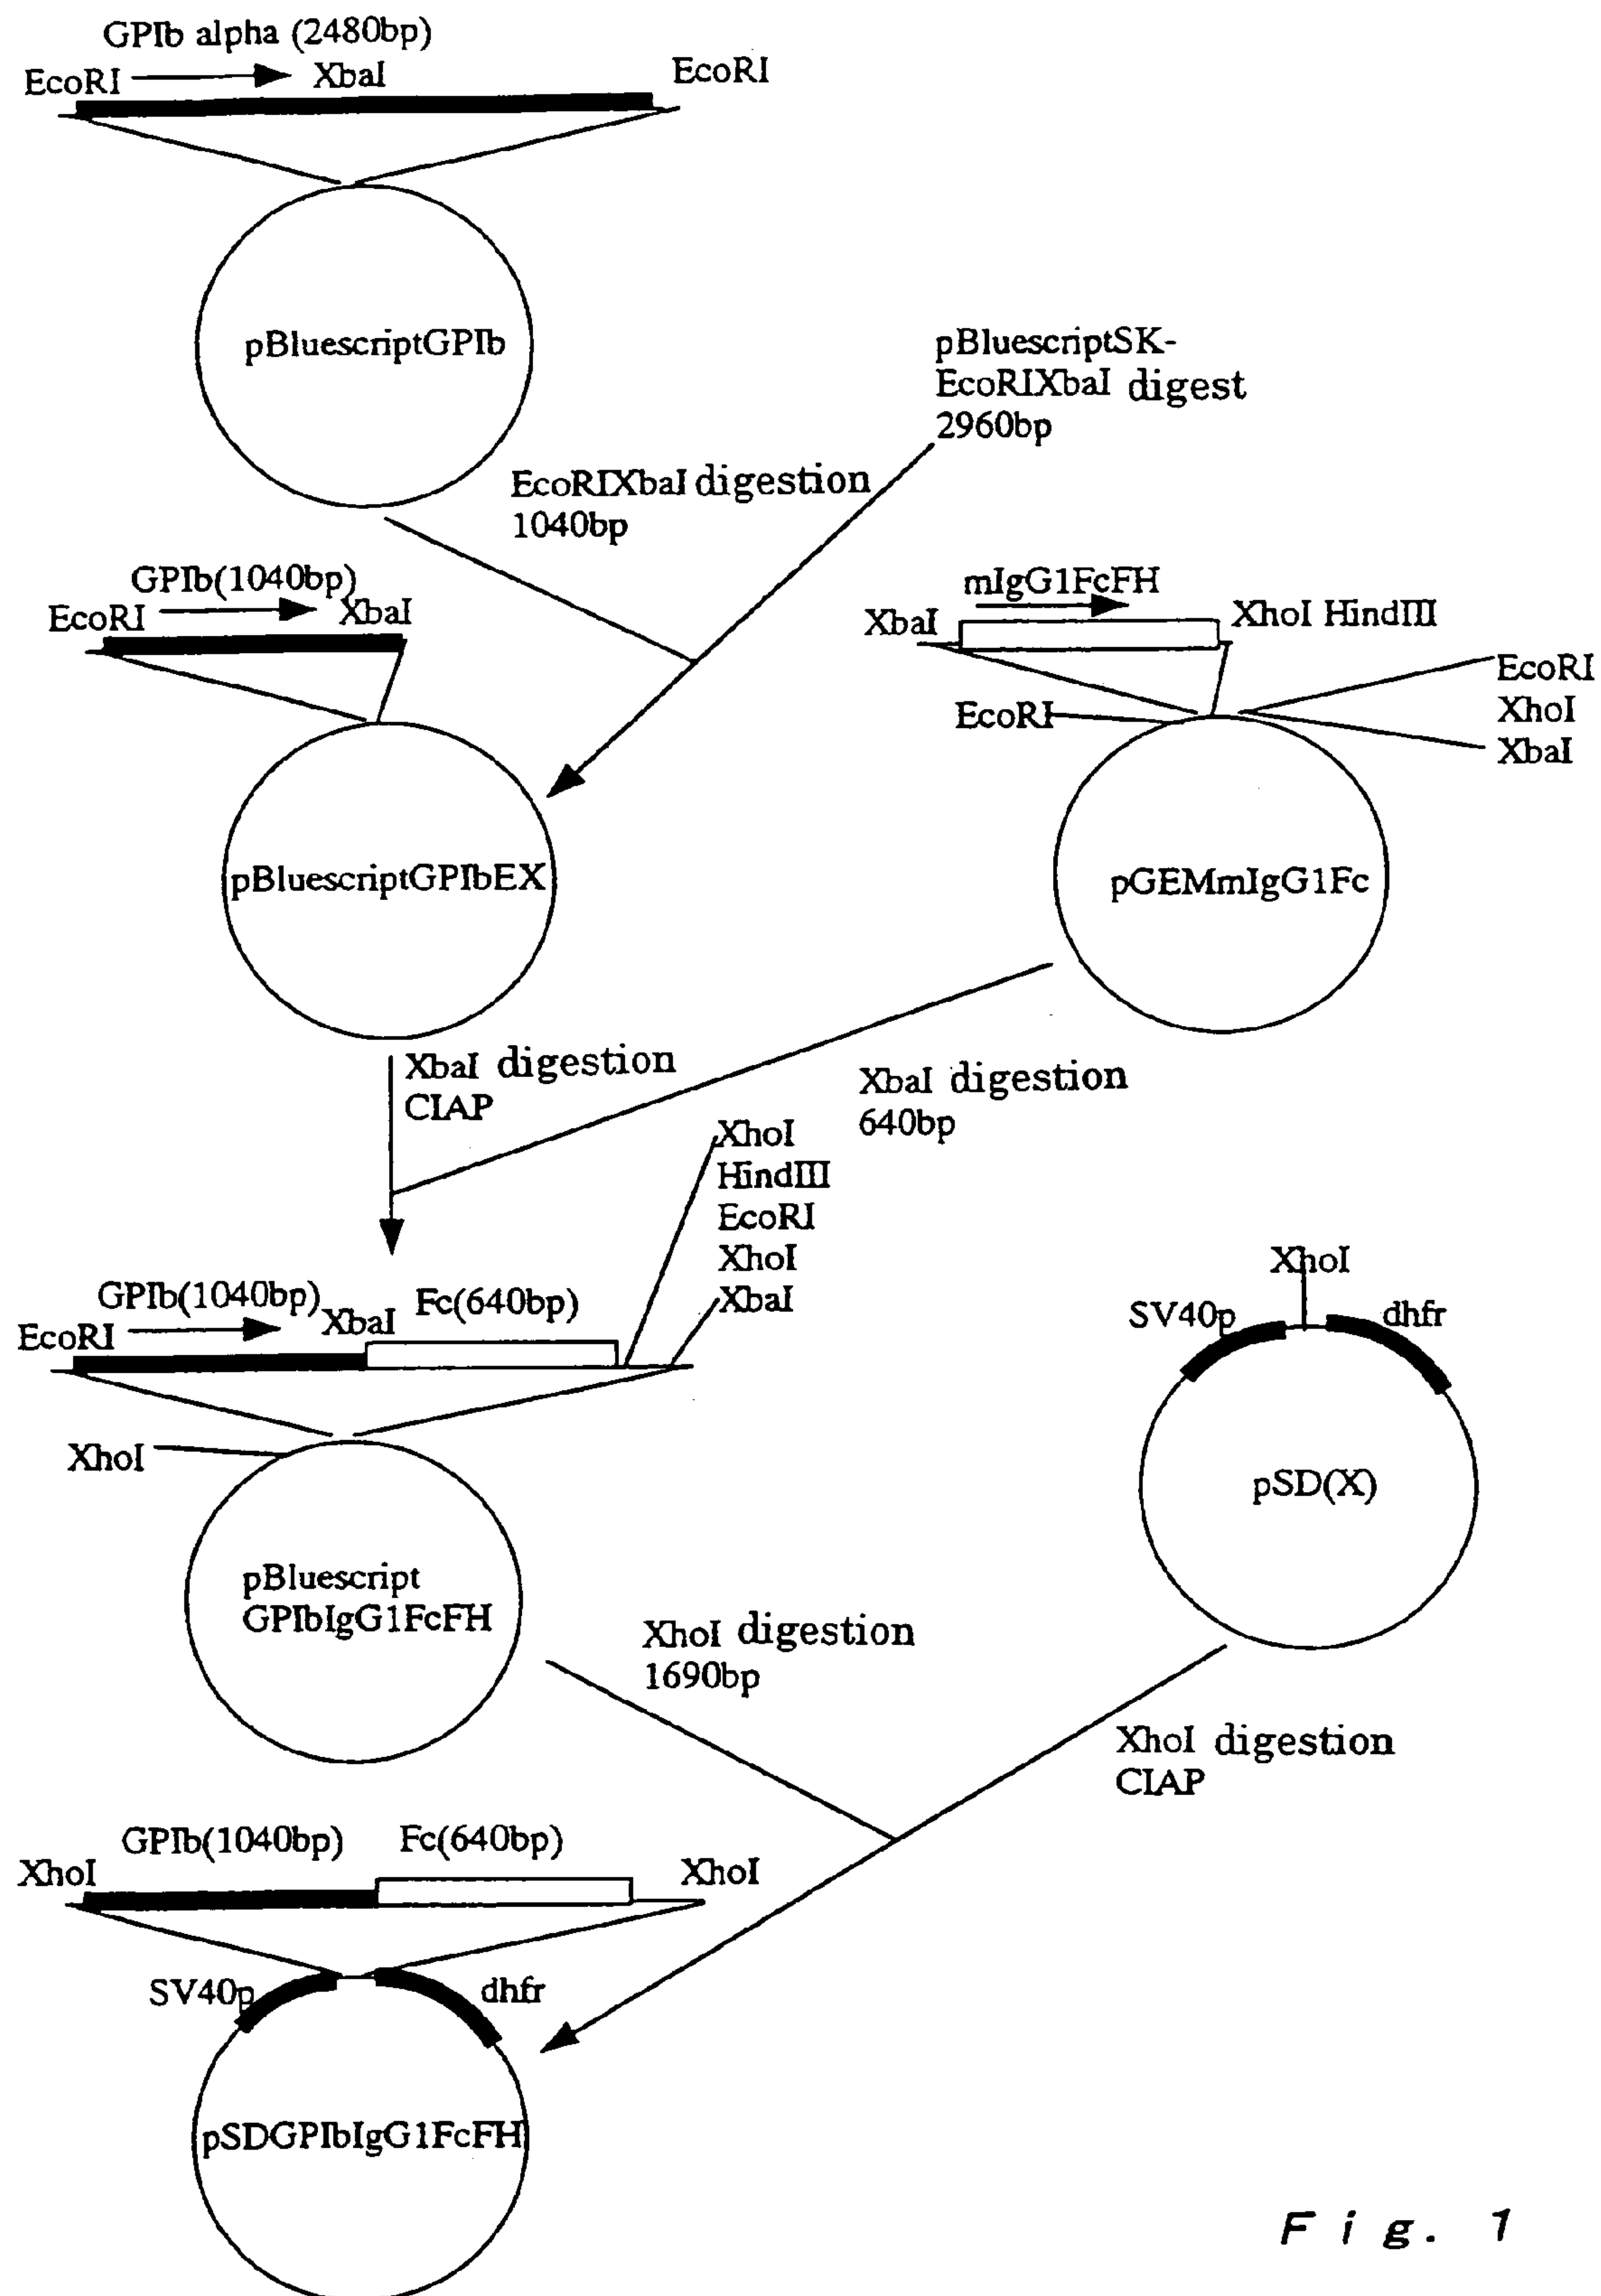 GPIb alpha (2480bp)
EcoRI XbaI EcoRI
pBluescriptGPIb
pBluescriptSK-
EcoRIXbaI digest
2960bp
EcoRIXbaI digestion
1040bp
GPIb(1040bp)
EcoRI XbaI
mIgG1FcFH
XbaI XhoI HindIII
EcoRI
EcoRI
XhoI
XbaI
pBluescriptGPIbEX
pGEMmIgG1Fc
XbaI digestion
CIAP
XbaI digestion
640bp
XhoI
HindIII
EcoRI
XhoI
XbaI
GPIb(1040bp) XbaI Fc(640bp)
EcoRI
XhoI
XhoI
SV40p dhfr
pSD(X)
pBluescript
GPIbIgG1FcFH
XhoI digestion
1690bp
XhoI digestion
CIAP
GPIb(1040bp) Fc(640bp)
XhoI XhoI
SV40p dhfr
pSDGPIbIgG1FcFH
Fig. 1